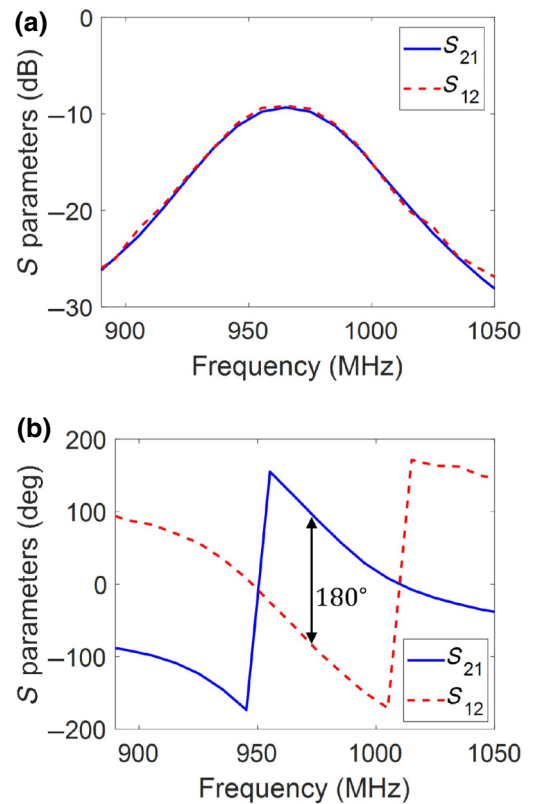 (a)
S parameters (dB)
0
−10
−20
−30
S21
S12
900 950 1000 1050
Frequency (MHz)
(b)
S parameters (deg)
200
100
0
−100
−200
180°
S21
S12
900 950 1000 1050
Frequency (MHz)